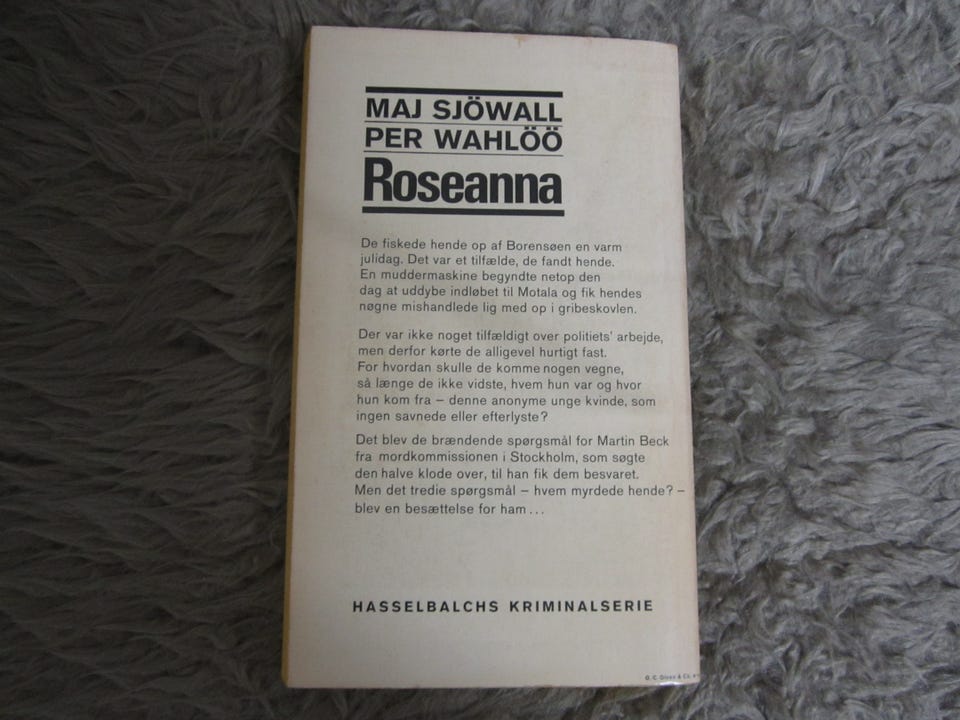 MAJ SJÖWALL
PER WAHLÖÖ
Roseanna
De fiskede hende op af Borensøen en varm
julidag. Det var et tilfælde, de fandt hende.
En muddermaskine begyndte netop den
dag at uddybe indløbet til Motala og fik hendes
nøgne mishandlede lig med op i gribeskovlen.
Der var ikke noget tilfældigt over politiets' arbejde,
men derfor kørte de alligevel hurtigt fast.
For hvordan skulle de komme nogen vegne,
så længe de ikke vidste, hvem hun var og hvor
hun kom fra – denne anonyme unge kvinde, som
ingen savnede eller efterlyste?
Det blev de brændende spørgsmål for Martin Beck
fra mordkommissionen i Stockholm, som søgte
den halve klode over, til han fik dem besvaret.
Men det tredie spørgsmål – hvem myrdede hende? –
blev en besættelse for ham ...
HASSELBALCHS KRIMINALSERIE
& Co.